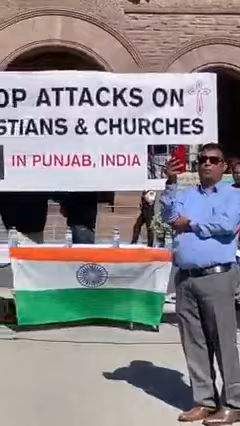 OP ATTACKS ON
STIANS & CHURCHES
IN PUNJAB, INDIA